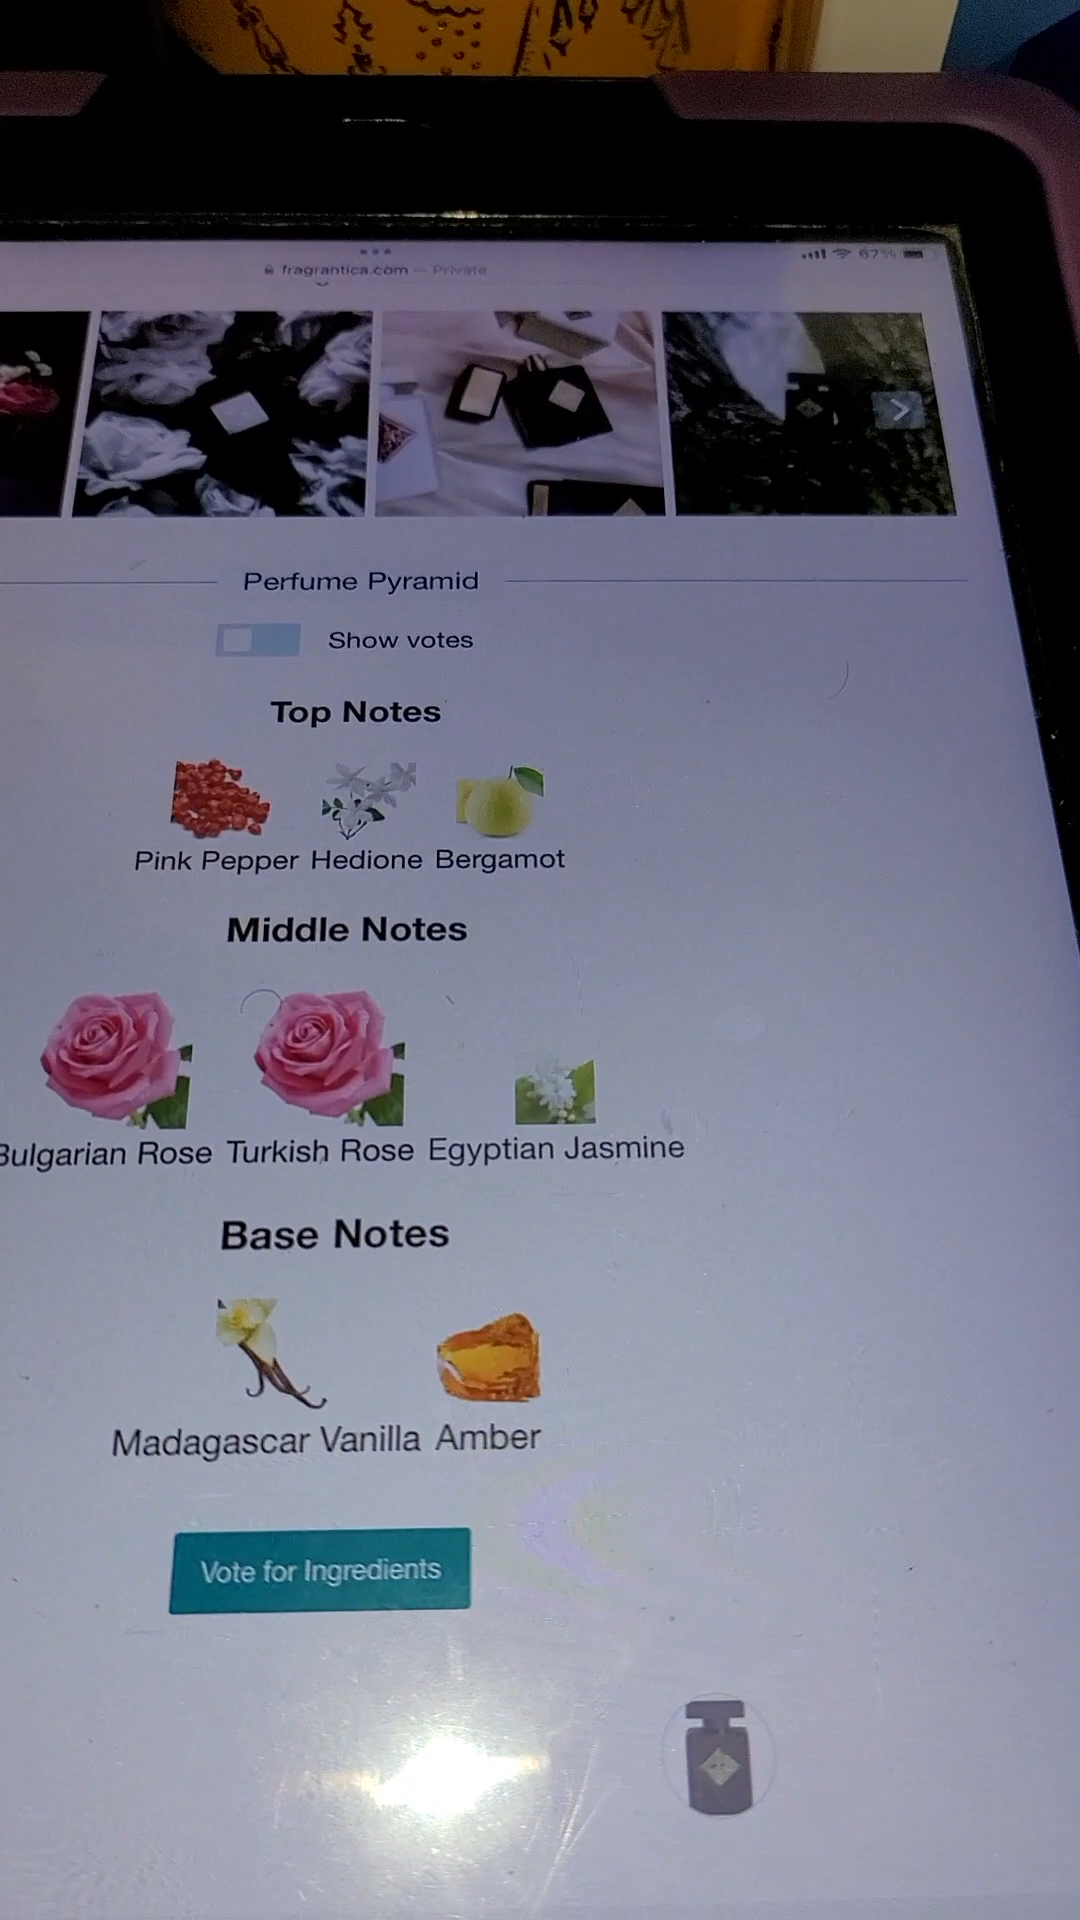 fragrantica.com — Private
67%
Perfume Pyramid
Show votes
Top Notes
Pink Pepper Hedione Bergamot
Middle Notes
Bulgarian Rose Turkish Rose Egyptian Jasmine
Base Notes
Madagascar Vanilla Amber
Vote for Ingredients